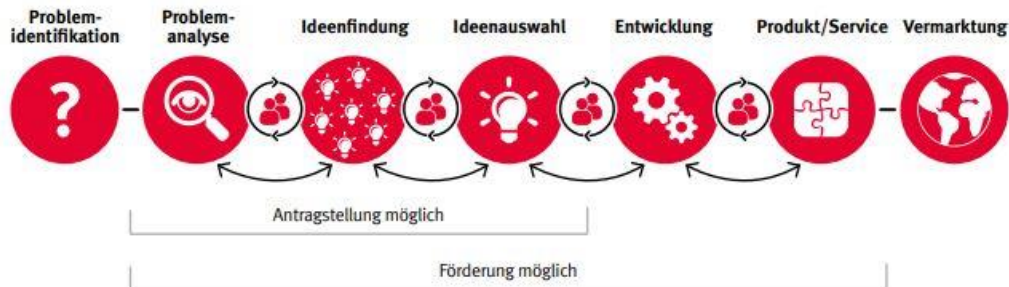 Problem-
identifikation
Problem-
analyse
Ideenfindung
Ideenauswahl
Entwicklung
Produkt/Service
Vermarktung
?
Antragstellung möglich
Förderung möglich